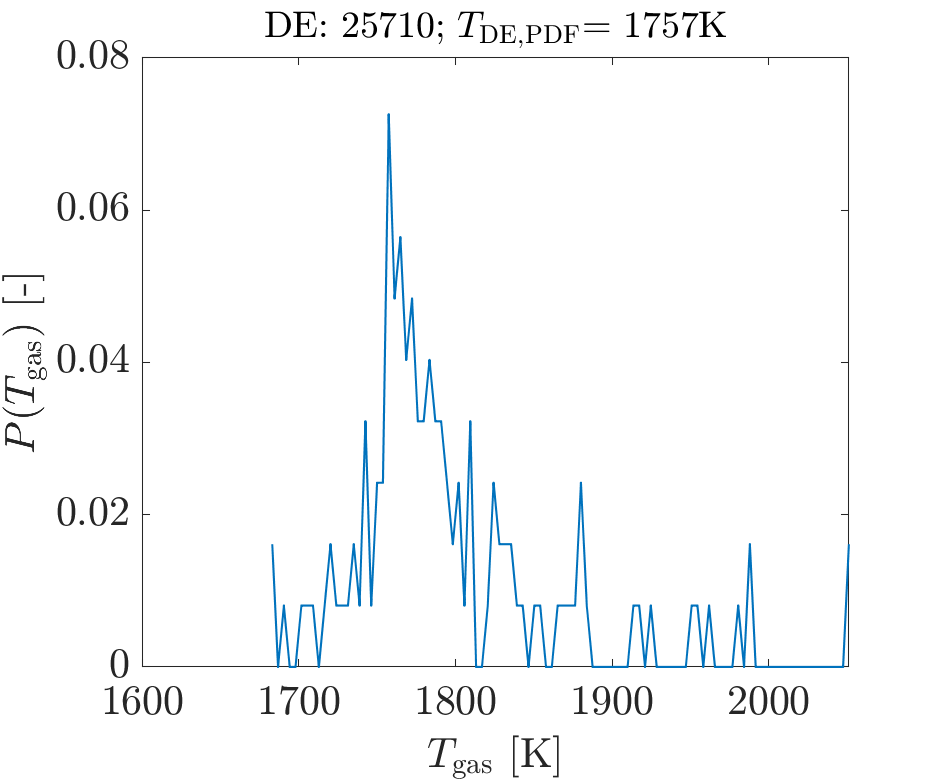 DE: 25710; T_DE,PDF= 1757K
0.08
0.06
0.04
0.02
0
P(T_gas) [-]
1600 1700 1800 1900 2000
T_gas [K]